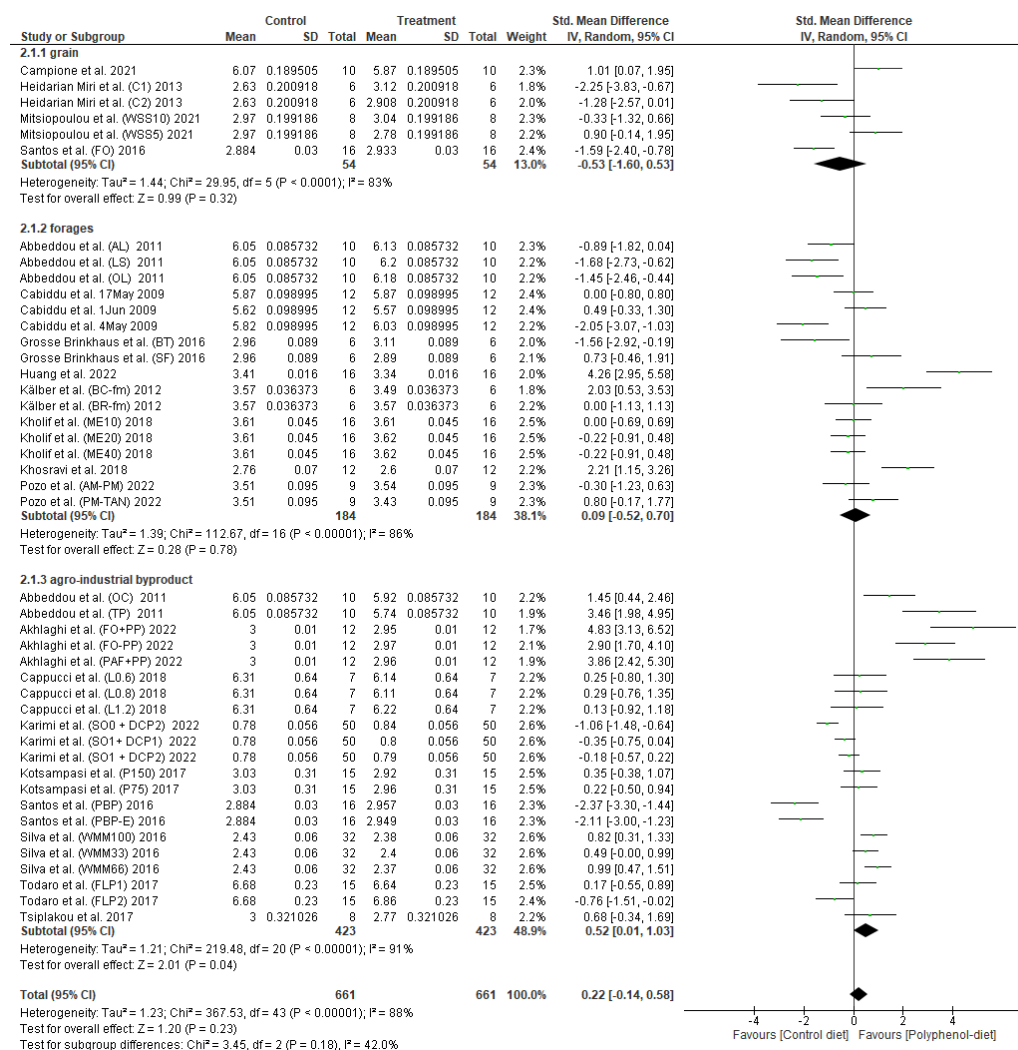 Control Treatment Std. Mean Difference Std. Mean Difference
Study or Subgroup Mean SD Total Mean SD Total Weight IV, Random, 95% CI IV, Random, 95% CI
2.1.1 grain
Campione et al. 2021 6.07 0.189505 10 5.87 0.189505 10 2.3% 1.01 [0.07, 1.95]
Heidarian Miri et al. (C1) 2013 2.63 0.200918 6 3.12 0.200918 6 1.8% -2.25 [-3.83, -0.67]
Heidarian Miri et al. (C2) 2013 2.63 0.200918 6 2.908 0.200918 6 2.0% -1.28 [-2.57, 0.01]
Mitsiopoulou et al. (WSS10) 2021 2.97 0.199186 8 3.04 0.199186 8 2.2% -0.33 [-1.32, 0.66]
Mitsiopoulou et al. (WSS5) 2021 2.97 0.199186 8 2.78 0.199186 8 2.2% 0.90 [-0.14, 1.95]
Santos et al. (FO) 2016 2.884 0.03 16 2.933 0.03 16 2.4% -1.59 [-2.40, -0.78]
Subtotal (95% CI) 54 54 13.0% -0.53 [-1.60, 0.53]
Heterogeneity: Tau² = 1.44; Chi² = 29.95, df = 5 (P < 0.0001); I² = 83%
Test for overall effect: Z = 0.99 (P = 0.32)
2.1.2 forages
Abbeddou et al. (AL) 2011 6.05 0.085732 10 6.13 0.085732 10 2.3% -0.89 [-1.82, 0.04]
Abbeddou et al. (LS) 2011 6.05 0.085732 10 6.2 0.085732 10 2.2% -1.68 [-2.73, -0.62]
Abbeddou et al. (OL) 2011 6.05 0.085732 10 6.18 0.085732 10 2.2% -1.45 [-2.46, -0.44]
Cabiddu et al. 17May 2009 5.87 0.098995 12 5.87 0.098995 12 2.4% 0.00 [-0.80, 0.80]
Cabiddu et al. 1Jun 2009 5.62 0.098995 12 5.57 0.098995 12 2.4% 0.49 [-0.33, 1.30]
Cabiddu et al. 4May 2009 5.82 0.098995 12 6.03 0.098995 12 2.2% -2.05 [-3.07, -1.03]
Grosse Brinkhaus et al. (BT) 2016 2.96 0.089 6 3.11 0.089 6 2.0% -1.56 [-2.92, -0.19]
Grosse Brinkhaus et al. (SF) 2016 2.96 0.089 6 2.89 0.089 6 2.1% 0.73 [-0.46, 1.91]
Huang et al. 2022 3.41 0.016 16 3.34 0.016 16 2.0% 4.26 [2.95, 5.58]
Kälber et al. (BC-fm) 2012 3.57 0.036373 6 3.49 0.036373 6 1.9% 2.03 [0.53, 3.53]
Kälber et al. (BR-fm) 2012 3.57 0.036373 6 3.57 0.036373 6 2.1% 0.00 [-1.13, 1.13]
Kholif et al. (ME10) 2018 3.61 0.045 16 3.61 0.045 16 2.5% 0.00 [-0.69, 0.69]
Kholif et al. (ME20) 2018 3.61 0.045 16 3.62 0.045 16 2.5% -0.22 [-0.91, 0.48]
Kholif et al. (ME40) 2018 3.61 0.045 16 3.62 0.045 16 2.5% -0.22 [-0.91, 0.48]
Khosravi et al. 2018 2.76 0.07 12 2.6 0.07 12 2.2% 2.21 [1.15, 3.26]
Pozo et al. (AM-PM) 2022 3.51 0.095 9 3.54 0.095 9 2.3% -0.30 [-1.23, 0.63]
Pozo et al. (PM-TAN) 2022 3.51 0.095 9 3.43 0.095 9 2.2% 0.80 [-0.17, 1.77]
Subtotal (95% CI) 184 184 38.1% 0.09 [-0.52, 0.70]
Heterogeneity: Tau² = 1.39; Chi² = 112.67, df = 16 (P < 0.00001); I² = 86%
Test for overall effect: Z = 0.28 (P = 0.78)
2.1.3 agro-industrial byproduct
Abbeddou et al. (OC) 2011 6.05 0.085732 10 5.92 0.085732 10 2.2% 1.45 [0.44, 2.46]
Abbeddou et al. (TP) 2011 6.05 0.085732 10 5.74 0.085732 10 1.9% 3.46 [1.98, 4.95]
Akhlaghi et al. (FO+PP) 2022 3 0.01 12 2.95 0.01 12 1.7% 4.83 [3.13, 6.52]
Akhlaghi et al. (FO-PP) 2022 3 0.01 12 2.97 0.01 12 2.1% 2.90 [1.70, 4.10]
Akhlaghi et al. (PAF+PP) 2022 3 0.01 12 2.96 0.01 12 1.9% 3.86 [2.42, 5.30]
Cappucci et al. (L0.6) 2018 6.31 0.64 7 6.14 0.64 7 2.2% 0.25 [-0.80, 1.30]
Cappucci et al. (L0.8) 2018 6.31 0.64 7 6.11 0.64 7 2.2% 0.29 [-0.76, 1.35]
Cappucci et al. (L1.2) 2018 6.31 0.64 7 6.22 0.64 7 2.2% 0.13 [-0.92, 1.18]
Karimi et al. (SO0 + DCP2) 2022 0.78 0.056 50 0.84 0.056 50 2.6% -1.06 [-1.48, -0.64]
Karimi et al. (SO1+ DCP1) 2022 0.78 0.056 50 0.8 0.056 50 2.6% -0.35 [-0.75, 0.04]
Karimi et al. (SO1 + DCP2) 2022 0.78 0.056 50 0.79 0.056 50 2.6% -0.18 [-0.57, 0.22]
Kotsampasi et al. (P150) 2017 3.03 0.31 15 2.92 0.31 15 2.4% 0.35 [-0.38, 1.07]
Kotsampasi et al. (P75) 2017 3.03 0.31 15 2.96 0.31 15 2.4% 0.22 [-0.50, 0.94]
Santos et al. (PBP) 2016 2.884 0.03 16 2.957 0.03 16 2.3% -2.37 [-3.30, -1.44]
Santos et al. (PBP-E) 2016 2.884 0.03 16 2.949 0.03 16 2.3% -2.11 [-3.00, -1.23]
Silva et al. (WMM100) 2016 2.43 0.06 32 2.38 0.06 32 2.6% 0.82 [0.31, 1.33]
Silva et al. (WMM33) 2016 2.43 0.06 32 2.4 0.06 32 2.6% 0.49 [-0.00, 0.99]
Silva et al. (WMM66) 2016 2.43 0.06 32 2.37 0.06 32 2.6% 0.99 [0.47, 1.51]
Todaro et al. (FLP1) 2017 6.68 0.23 15 6.64 0.23 15 2.4% 0.17 [-0.55, 0.89]
Todaro et al. (FLP2) 2017 6.68 0.23 15 6.86 0.23 15 2.4% -0.76 [-1.51, -0.02]
Tsiplakou et al. 2017 3 0.321026 8 2.77 0.321026 8 2.2% 0.68 [-0.34, 1.69]
Subtotal (95% CI) 423 423 48.9% 0.52 [0.01, 1.03]
Heterogeneity: Tau² = 1.21; Chi² = 219.48, df = 20 (P < 0.00001); I² = 91%
Test for overall effect: Z = 2.01 (P = 0.04)
Total (95% CI) 661 661 100.0% 0.22 [-0.14, 0.58]
Heterogeneity: Tau² = 1.23; Chi² = 367.53, df = 43 (P < 0.00001); I² = 88%
Test for overall effect: Z = 1.20 (P = 0.23)
Test for subgroup differences: Chi² = 3.45, df = 2 (P = 0.18), I² = 42.0%
-4 -2 0 2 4
Favours [Control diet] Favours [Polyphenol-diet]